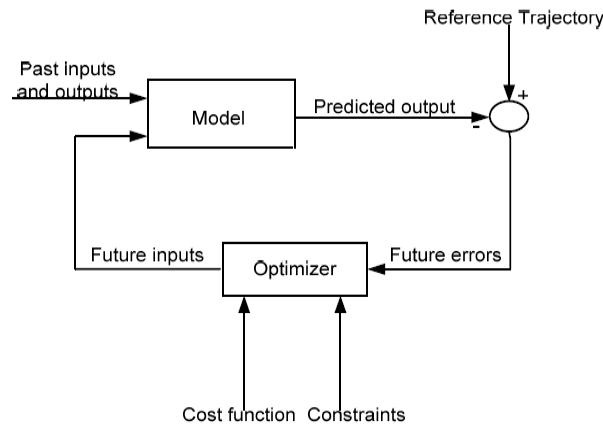 Reference Trajectory
Past inputs
and outputs
+
Predicted output
Model
-
Future inputs
Optimizer
Future errors
Cost function
Constraints